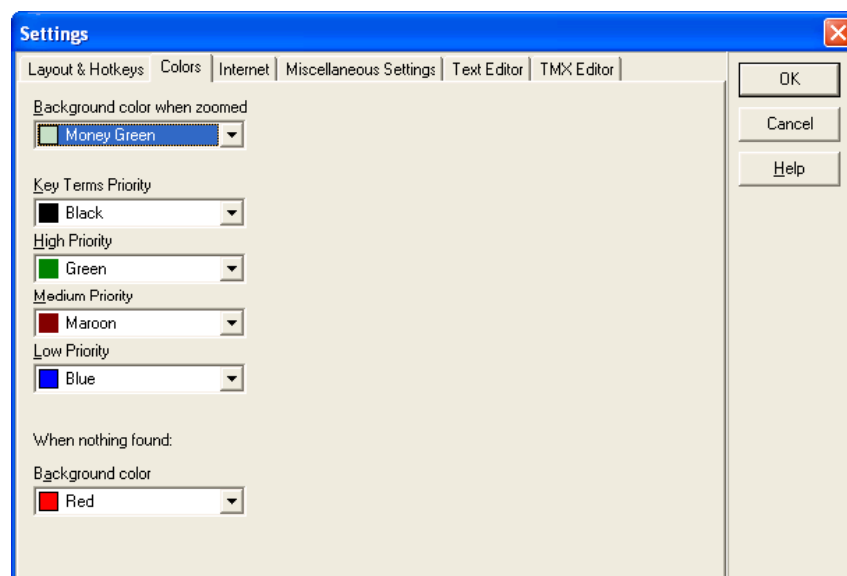 Settings
Layout & Hotkeys Colors Internet Miscellaneous Settings Text Editor TMX Editor
OK
Cancel
Help
Background color when zoomed
Money Green
Key Terms Priority
Black
High Priority
Green
Medium Priority
Maroon
Low Priority
Blue
When nothing found:
Background color
Red